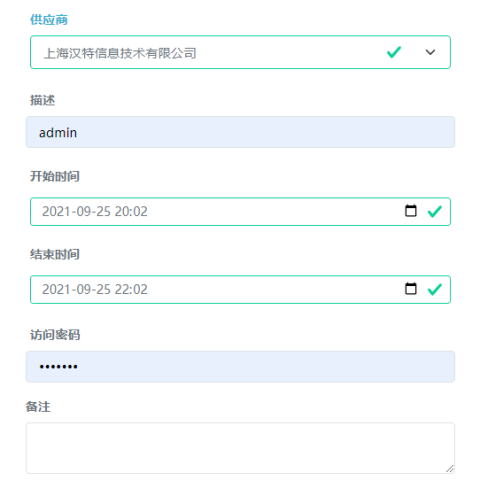 供应商
上海汉特信息技术有限公司
描述
admin
开始时间
2021-09-25 20:02
结束时间
2021-09-25 22:02
访问密码
•••••••
备注